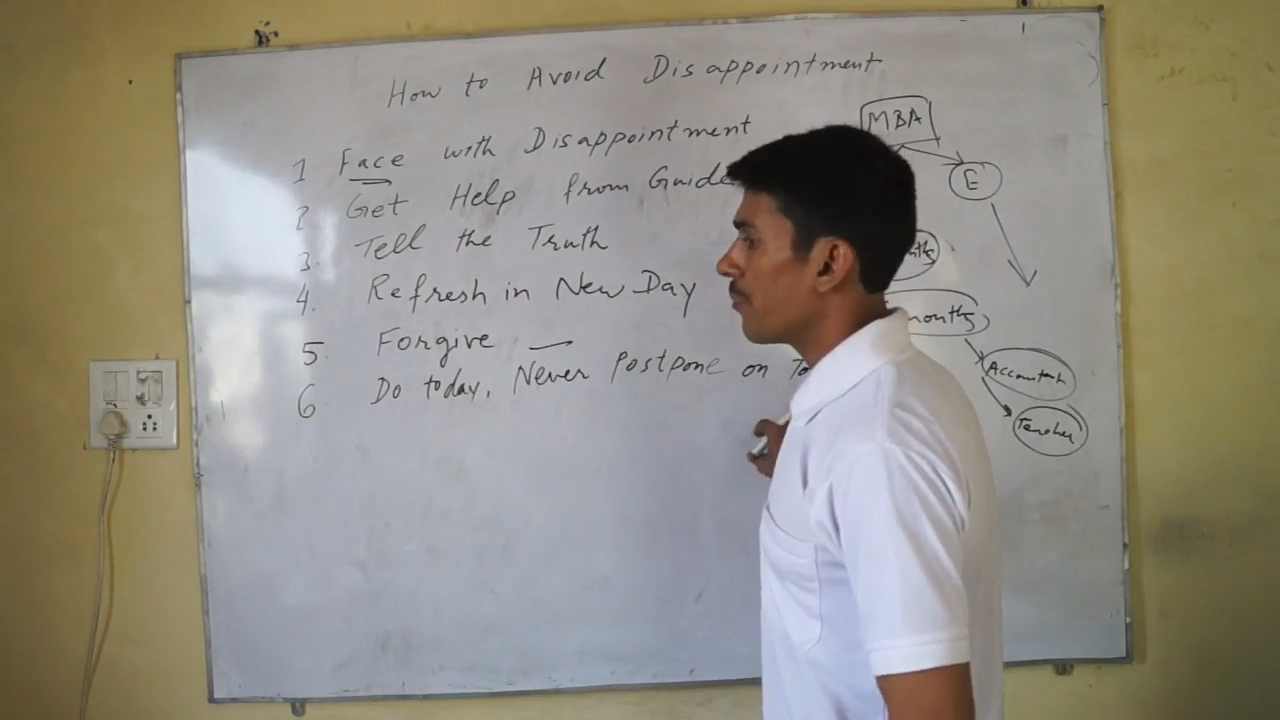 How to Avoid Disappointment
1 Face with Disappointment
2 Get Help from Guide
3. Tell the Truth
4. Refresh in New Day
5. Forgive —
6 Do today, Never Postpone on
MBA
E
months
Accountant
Teacher